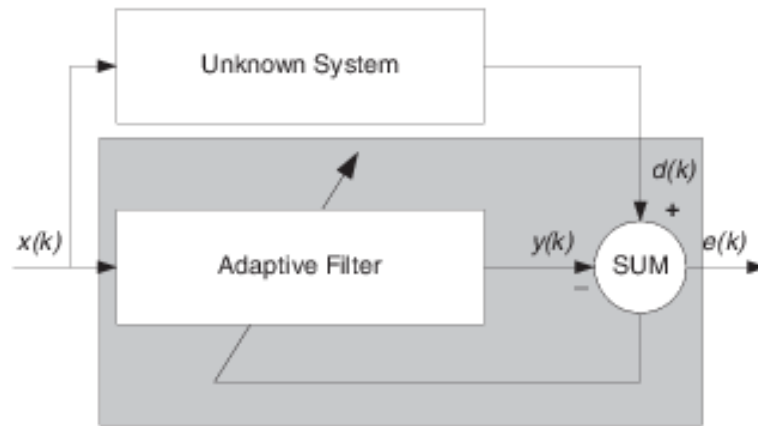 Unknown System
d(k)
+
x(k)
Adaptive Filter
y(k)
SUM
e(k)
–